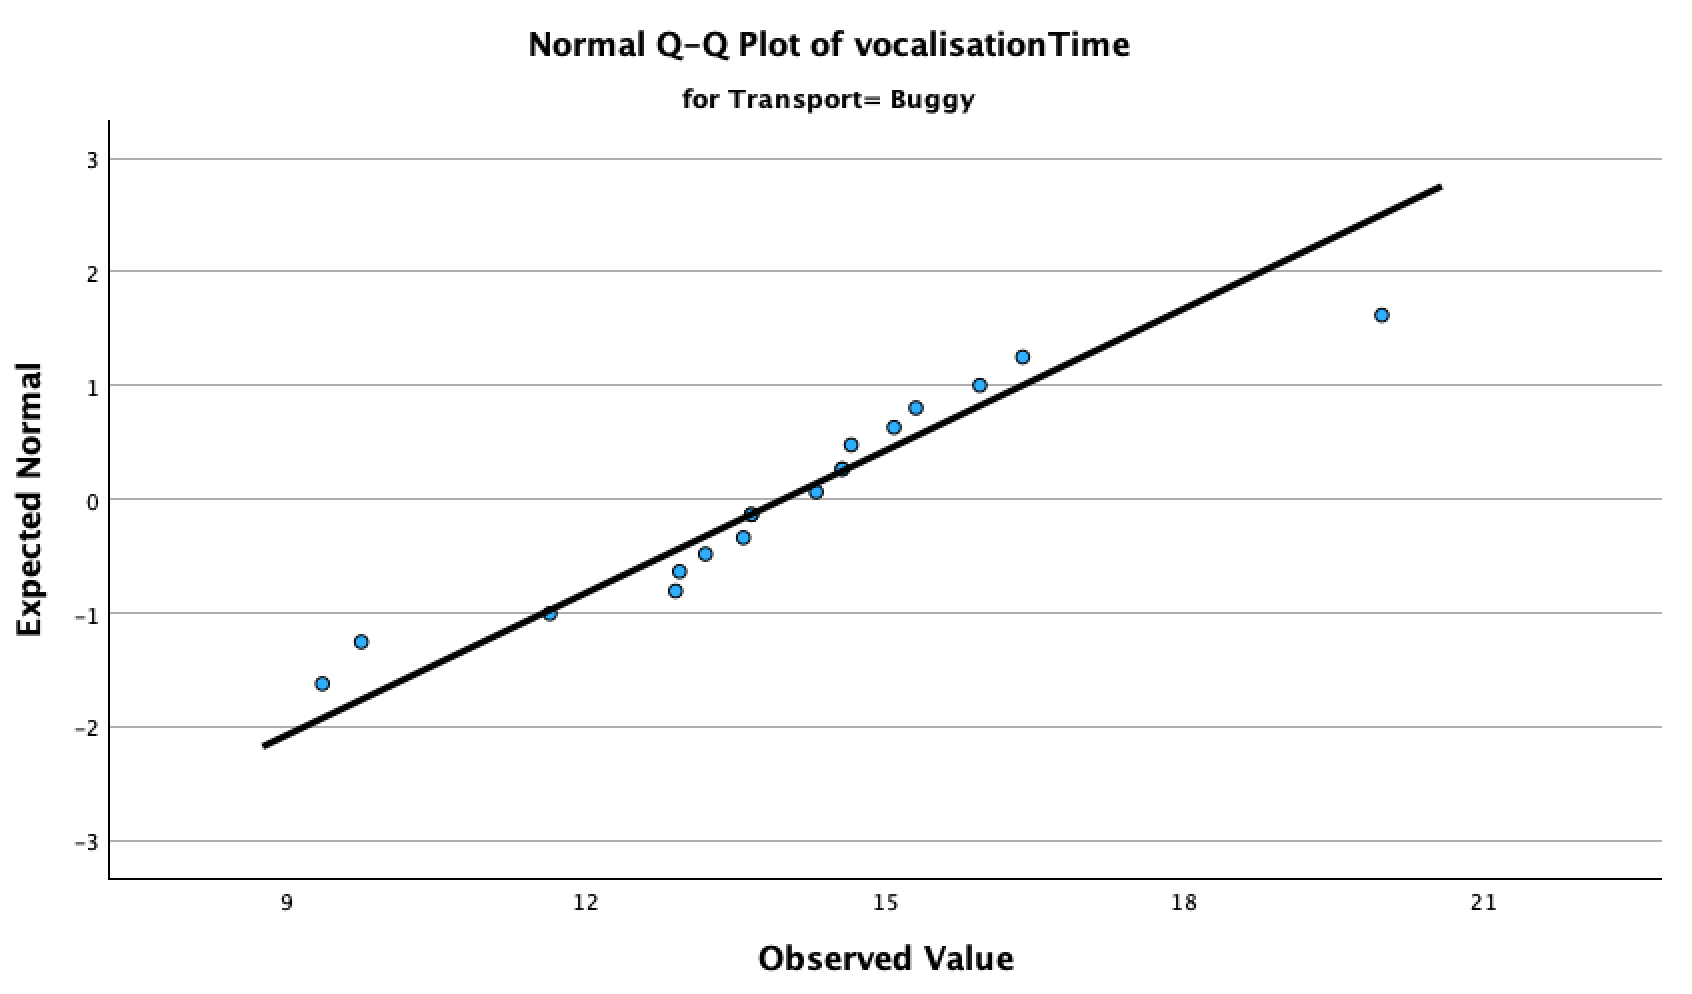 Normal Q-Q Plot of vocalisationTime
for Transport= Buggy
Expected Normal
3
2
1
0
-1
-2
-3
9 12 15 18 21
Observed Value